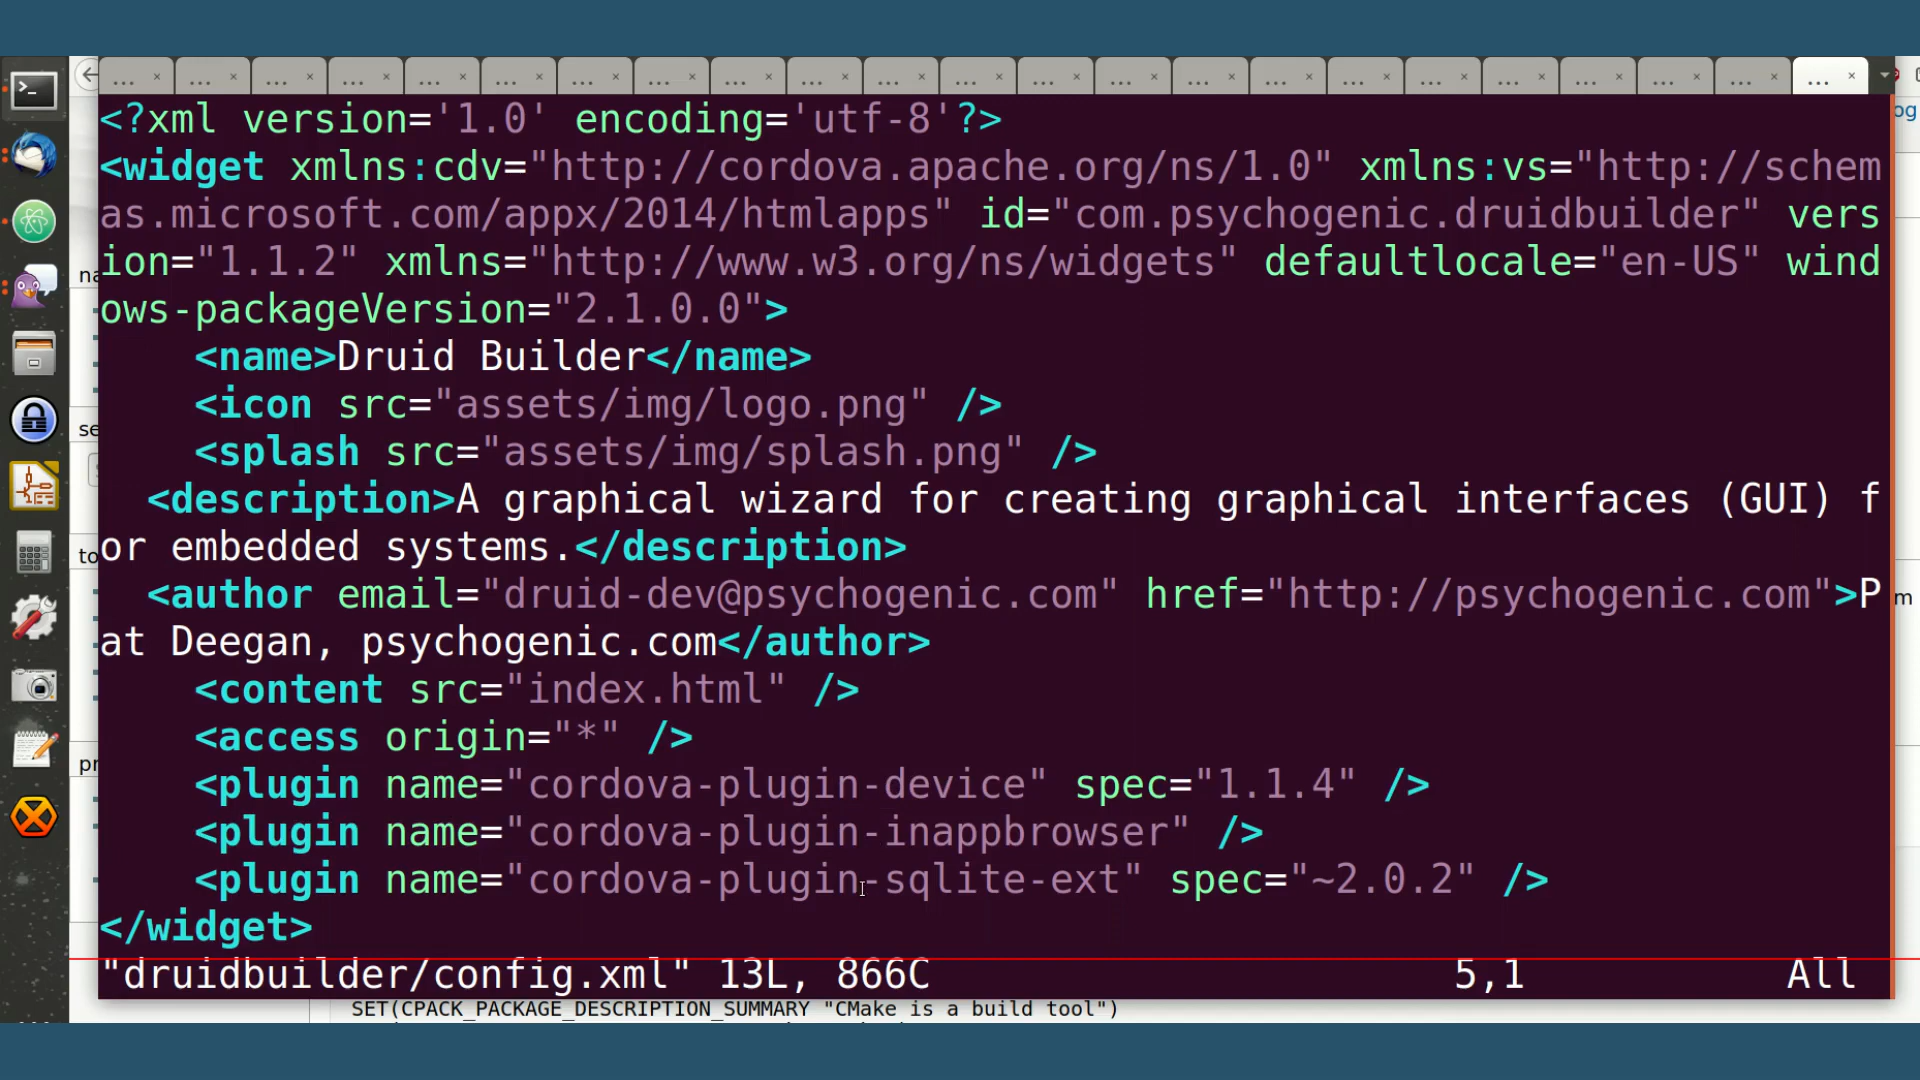 ... × ... × ... × ... × ... × ... × ... × ... × ... × ... × ... × ... × ... × ... × ... × ... × ... × ... × ... × ... × ... × ... × ... ×
<?xml version='1.0' encoding='utf-8'?>
og
<widget xmlns:cdv="http://cordova.apache.org/ns/1.0" xmlns:vs="http://schem
as.microsoft.com/appx/2014/htmlapps" id="com.psychogenic.druidbuilder" vers
na
ion="1.1.2" xmlns="http://www.w3.org/ns/widgets" defaultlocale="en-US" wind
ows-packageVersion="2.1.0.0">
<name>Druid Builder</name>
<icon src="assets/img/logo.png" />
se
<splash src="assets/img/splash.png" />
<description>A graphical wizard for creating graphical interfaces (GUI) f
to
or embedded systems.</description>
<author email="druid-dev@psychogenic.com" href="http://psychogenic.com">P
m
at Deegan, psychogenic.com</author>
<content src="index.html" />
<access origin="*" />
pr
<plugin name="cordova-plugin-device" spec="1.1.4" />
<plugin name="cordova-plugin-inappbrowser" />
<plugin name="cordova-plugin-sqlite-ext" spec="~2.0.2" />
</widget>
"druidbuilder/config.xml" 13L, 866C 5,1 All
SET(CPACK_PACKAGE_DESCRIPTION_SUMMARY "CMake is a build tool")